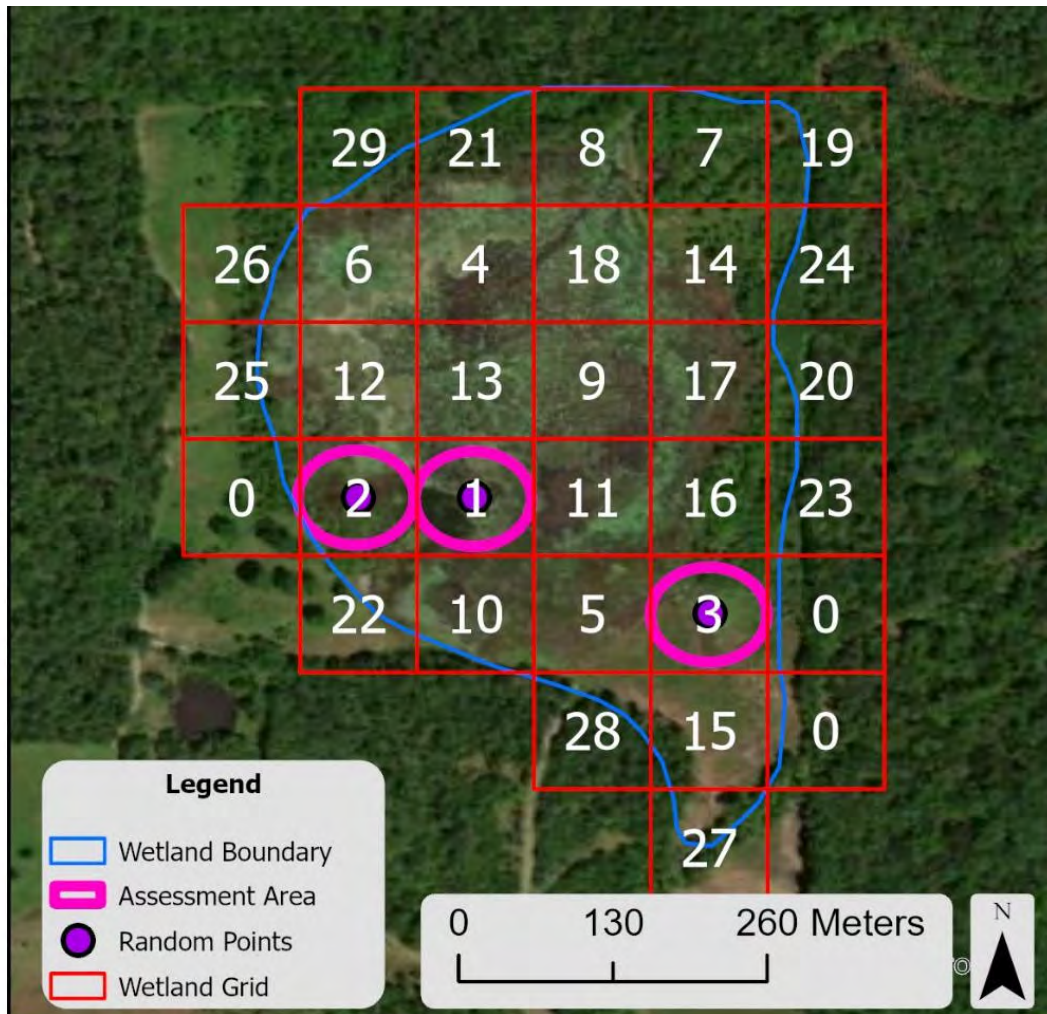 29 21 8 7 19
26 6 4 18 14 24
25 12 13 9 17 20
0 2 1 11 16 23
22 10 5 3 0
28 15 0
27
Legend
Wetland Boundary
Assessment Area
Random Points
Wetland Grid
0 130 260 Meters
N